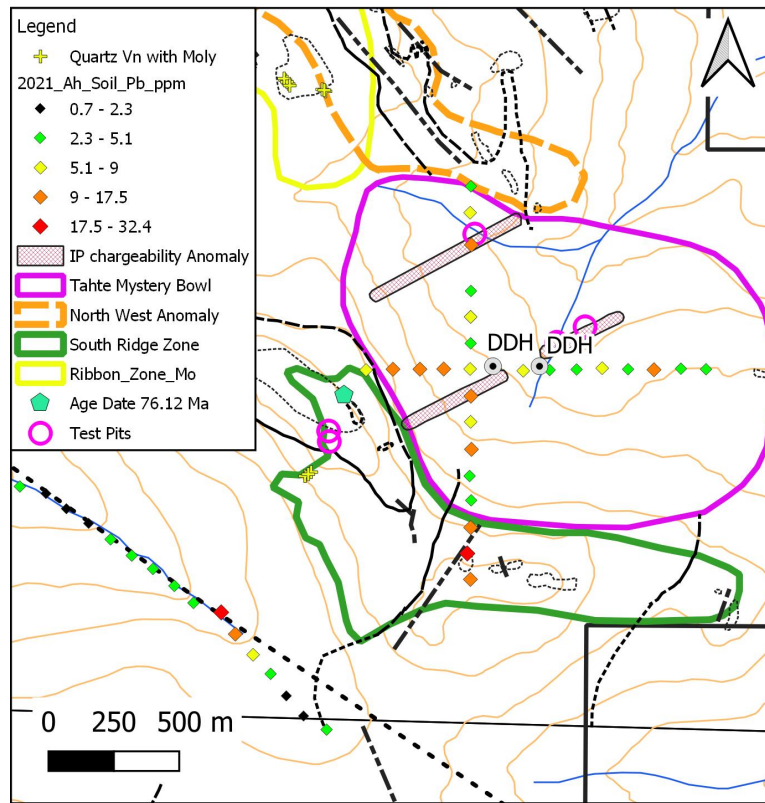 Legend
Quartz Vn with Moly
2021_Ah_Soil_Pb_ppm
0.7 - 2.3
2.3 - 5.1
5.1 - 9
9 - 17.5
17.5 - 32.4
IP chargeability Anomaly
Tahte Mystery Bowl
North West Anomaly
South Ridge Zone
Ribbon_Zone_Mo
Age Date 76.12 Ma
Test Pits
DDH
DDH
0 250 500 m